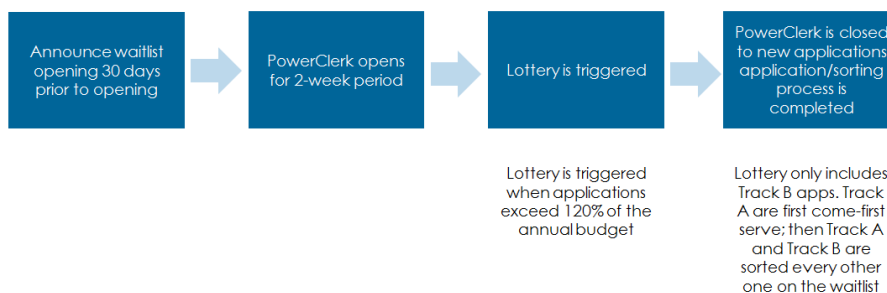 Announce waitlist
opening 30 days
prior to opening
PowerClerk opens
for 2-week period
Lottery is triggered
PowerClerk is closed
to new applications
application/sorting
process is
completed
Lottery is triggered
when applications
exceed 120% of the
annual budget
Lottery only includes
Track B apps. Track
A are first come-first
serve; then Track A
and Track B are
sorted every other
one on the waitlist